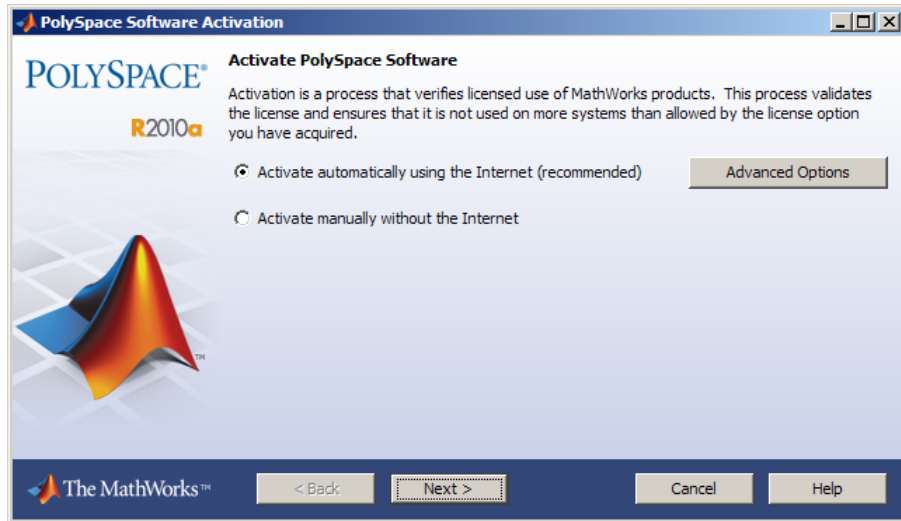 PolySpace Software Activation
POLYSPACE®
R2010a
Activate PolySpace Software
Activation is a process that verifies licensed use of MathWorks products.  This process validates
the license and ensures that it is not used on more systems than allowed by the license option
you have acquired.
Activate automatically using the Internet (recommended)
Advanced Options
Activate manually without the Internet
TM
The MathWorks™
< Back
Next >
Cancel
Help